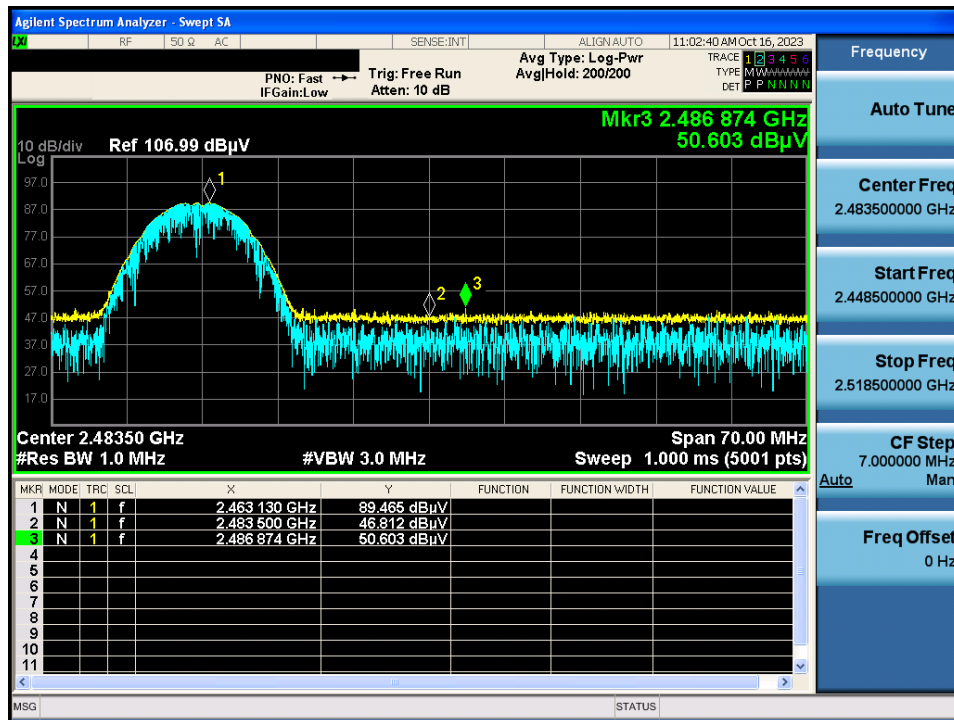 Agilent Spectrum Analyzer - Swept SA
LXI RF 50 Ω AC SENSE:INT ALIGN AUTO 11:02:40 AM Oct 16, 2023
Frequency
PNO: Fast Trig: Free Run Avg Type: Log-Pwr TRACE 1 2 3 4 5 6
IFGain:Low Atten: 10 dB Avg|Hold: 200/200 TYPE M W
DET P P N N N N
Auto Tune
Mkr3 2.486 874 GHz
10 dB/div Ref 106.99 dBµV 50.603 dBµV
Log
97.0
87.0
77.0
67.0
57.0
47.0
37.0
27.0
17.0
1
2
3
Center 2.48350 GHz Span 70.00 MHz
#Res BW 1.0 MHz #VBW 3.0 MHz Sweep 1.000 ms (5001 pts)
Center Freq
2.483500000 GHz
Start Freq
2.448500000 GHz
Stop Freq
2.518500000 GHz
CF Step
7.000000 MHz
Auto Man
Freq Offset
0 Hz
MKR MODE TRC SCL X Y FUNCTION FUNCTION WIDTH FUNCTION VALUE
1 N 1 f 2.463 130 GHz 89.465 dBµV
2 N 1 f 2.483 500 GHz 46.812 dBµV
3 N 1 f 2.486 874 GHz 50.603 dBµV
4
5
6
7
8
9
10
11
MSG STATUS